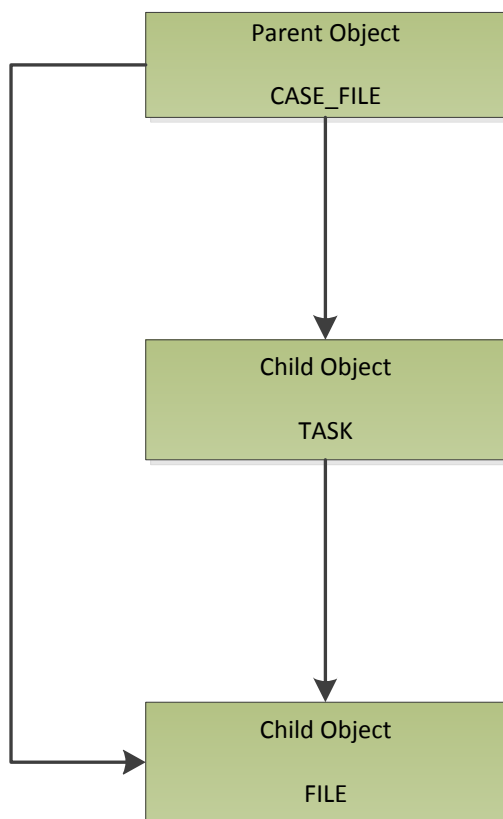 Parent Object
CASE_FILE
Child Object
TASK
Child Object
FILE